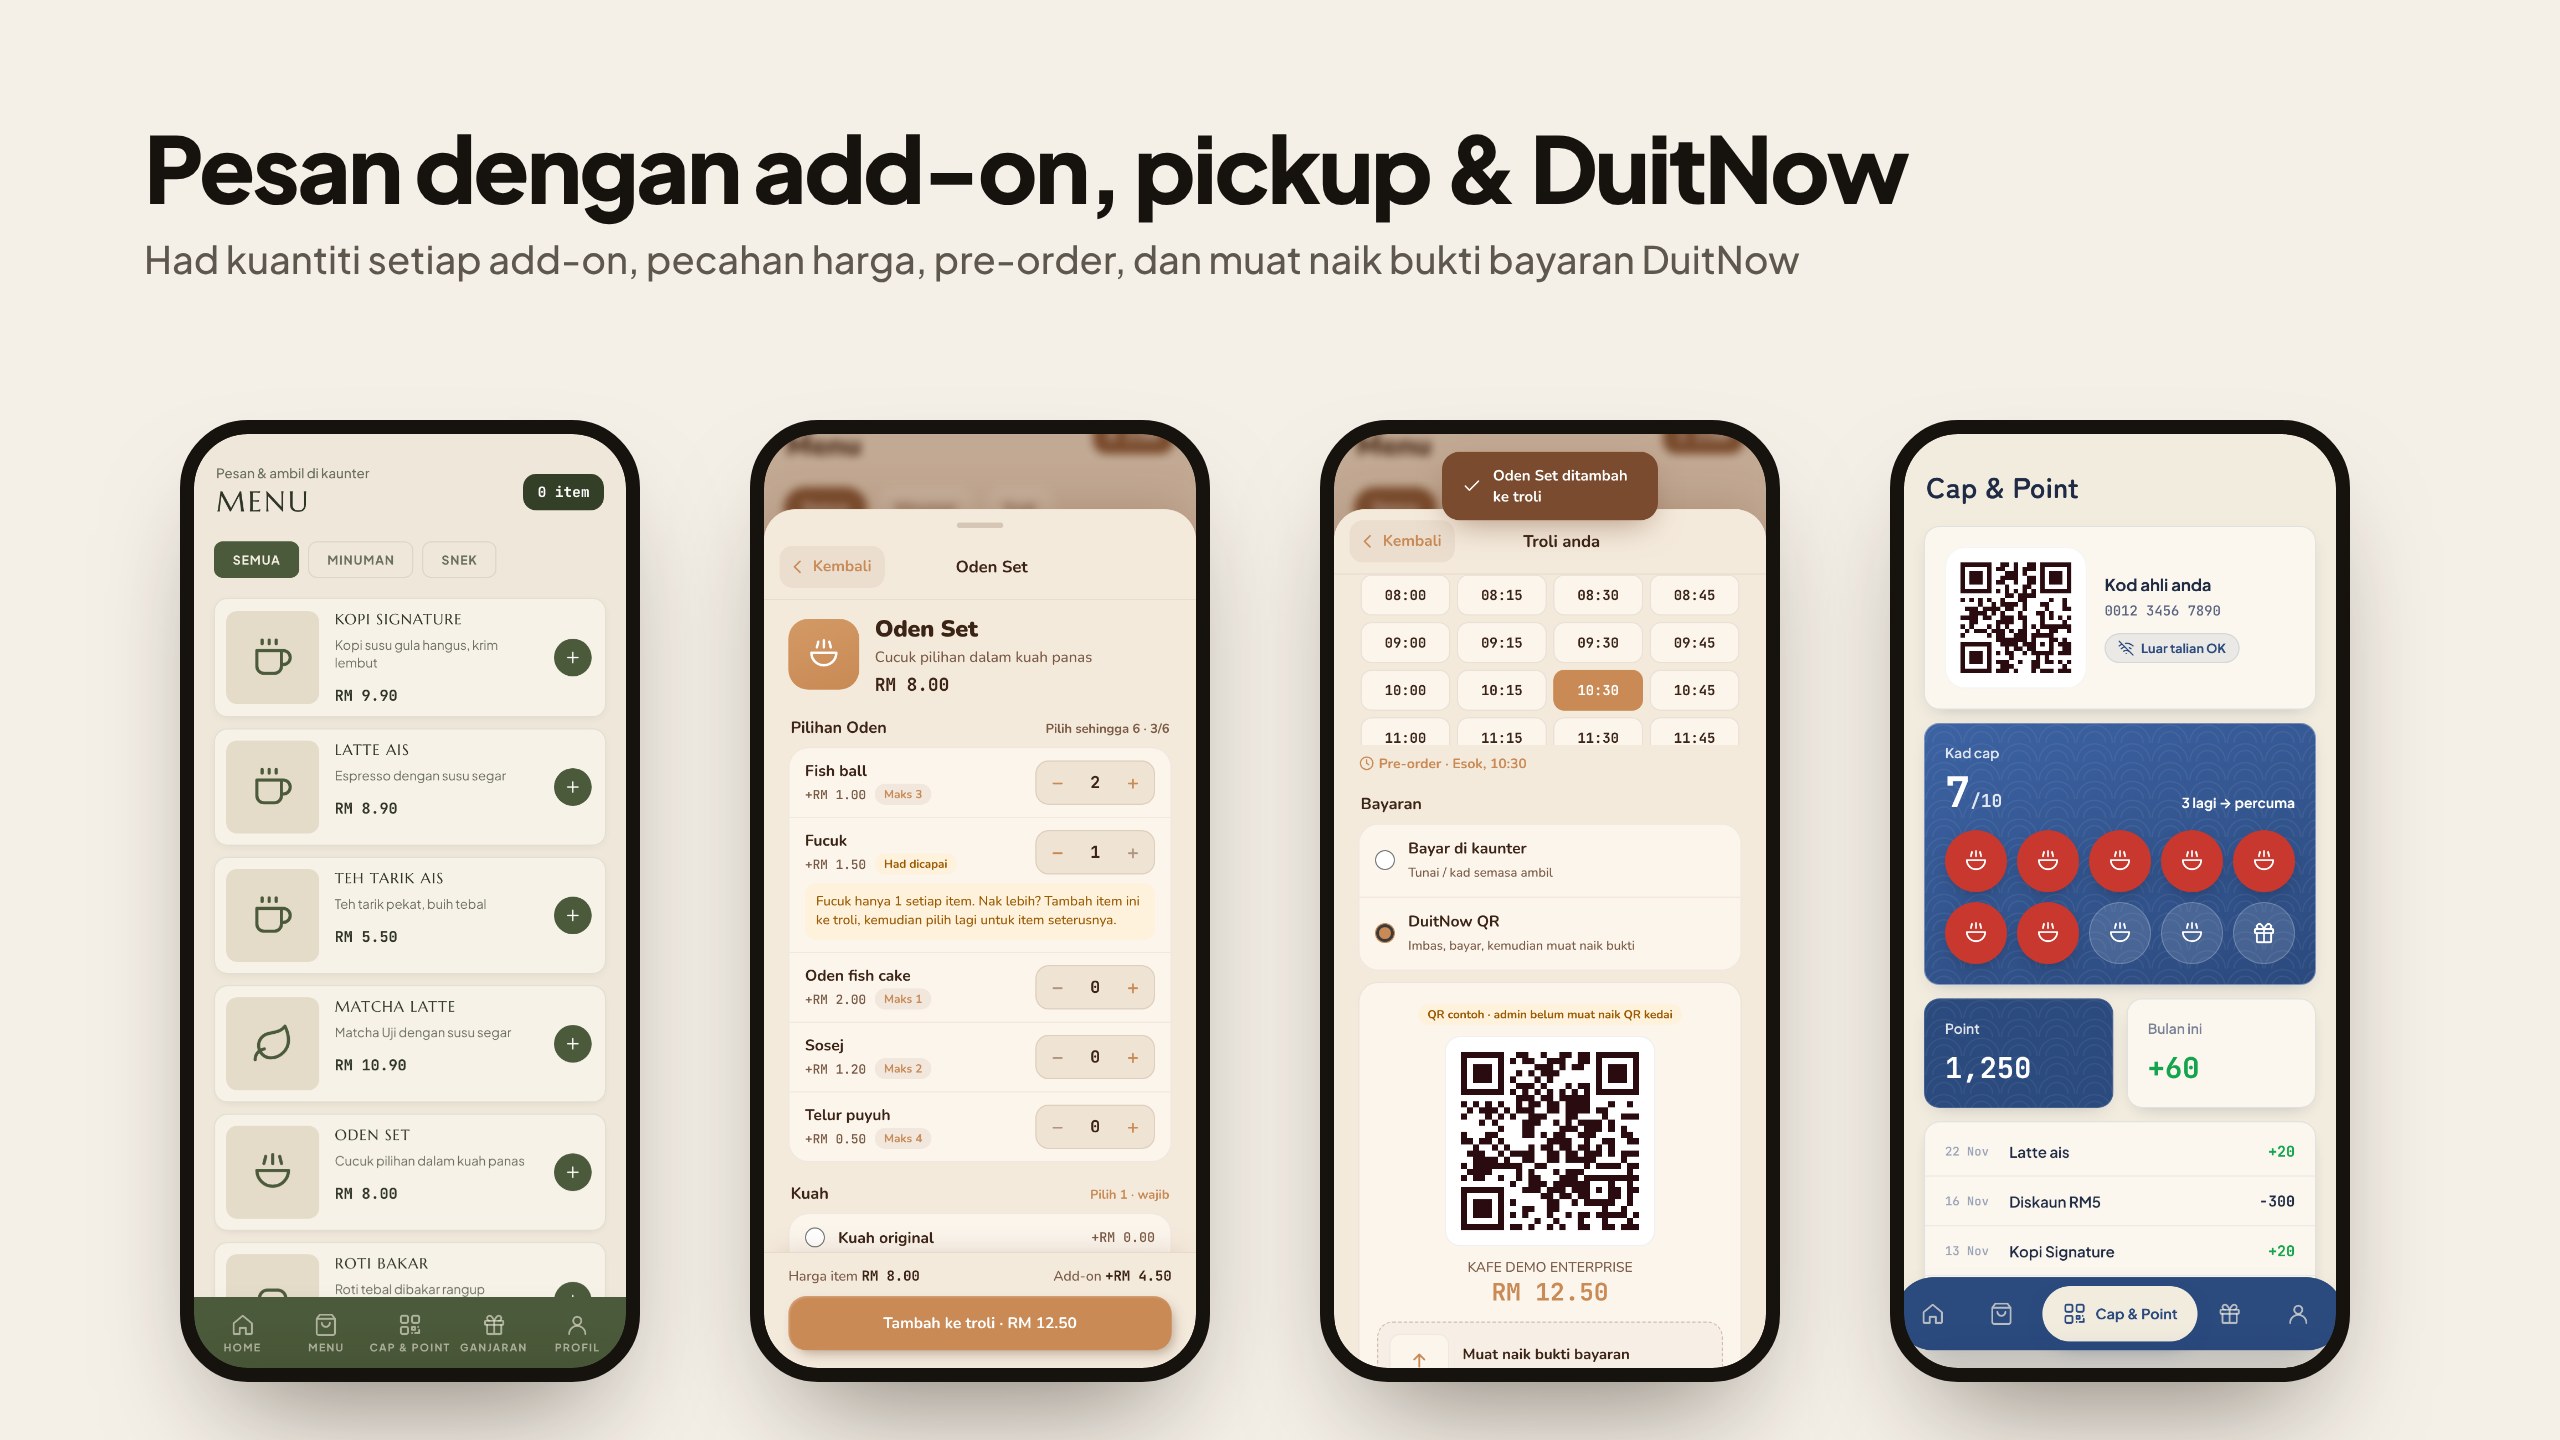 Pesan dengan add-on, pickup & DuitNow
Had kuantiti setiap add-on, pecahan harga, pre-order, dan muat naik bukti bayaran DuitNow
Pesan & ambil di kaunter
MENU
0 item
SEMUA
MINUMAN
SNEK
KOPI SIGNATURE
Kopi susu gula hangus, krim
lembut
RM 9.90
LATTE AIS
Espresso dengan susu segar
RM 8.90
TEH TARIK AIS
Teh tarik pekat, buih tebal
RM 5.50
MATCHA LATTE
Matcha Uji dengan susu segar
RM 10.90
ODEN SET
Cucuk pilihan dalam kuah panas
RM 8.00
ROTI BAKAR
Roti tebal dibakar rangup
HOME
MENU
CAP & POINT
GANJARAN
PROFIL
Menu
Kembali
Oden Set
Oden Set
Cucuk pilihan dalam kuah panas
RM 8.00
Pilihan Oden
Pilih sehingga 6 · 3/6
Fish ball
+RM 1.00
Maks 3
2
Fucuk
+RM 1.50
Had dicapai
1
Fucuk hanya 1 setiap item. Nak lebih? Tambah item ini
ke troli, kemudian pilih lagi untuk item seterusnya.
Oden fish cake
+RM 2.00
Maks 1
0
Sosej
+RM 1.20
Maks 2
0
Telur puyuh
+RM 0.50
Maks 4
0
Kuah
Pilih 1 · wajib
Kuah original
+RM 0.00
Harga item RM 8.00
Add-on +RM 4.50
Tambah ke troli · RM 12.50
Menu
Oden Set ditambah
ke troli
Kembali
Troli anda
08:00 08:15 08:30 08:45
09:00 09:15 09:30 09:45
10:00 10:15 10:30 10:45
11:00 11:15 11:30 11:45
Pre-order · Esok, 10:30
Bayaran
Bayar di kaunter
Tunai / kad semasa ambil
DuitNow QR
Imbas, bayar, kemudian muat naik bukti
QR contoh · admin belum muat naik QR kedai
KAFE DEMO ENTERPRISE
RM 12.50
Muat naik bukti bayaran
Cap & Point
Kod ahli anda
0012 3456 7890
Luar talian OK
Kad cap
7/10
3 lagi → percuma
Point
1,250
Bulan ini
+60
22 Nov Latte ais +20
16 Nov Diskaun RM5 -300
13 Nov Kopi Signature +20
Cap & Point